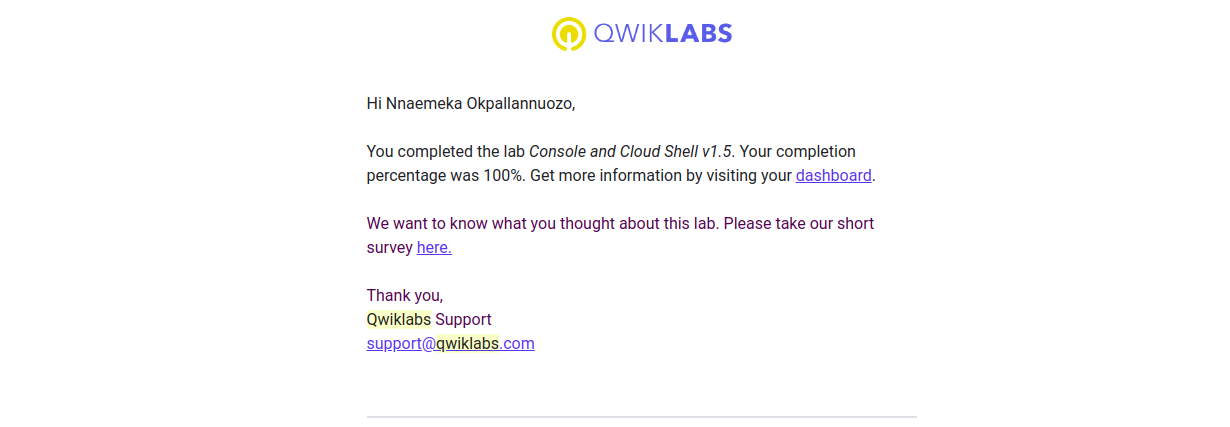 QWIKLABS
Hi Nnaemeka Okpallannuozo,
You completed the lab Console and Cloud Shell v1.5. Your completion
percentage was 100%. Get more information by visiting your dashboard.
We want to know what you thought about this lab. Please take our short
survey here.
Thank you,
Qwiklabs Support
support@qwiklabs.com